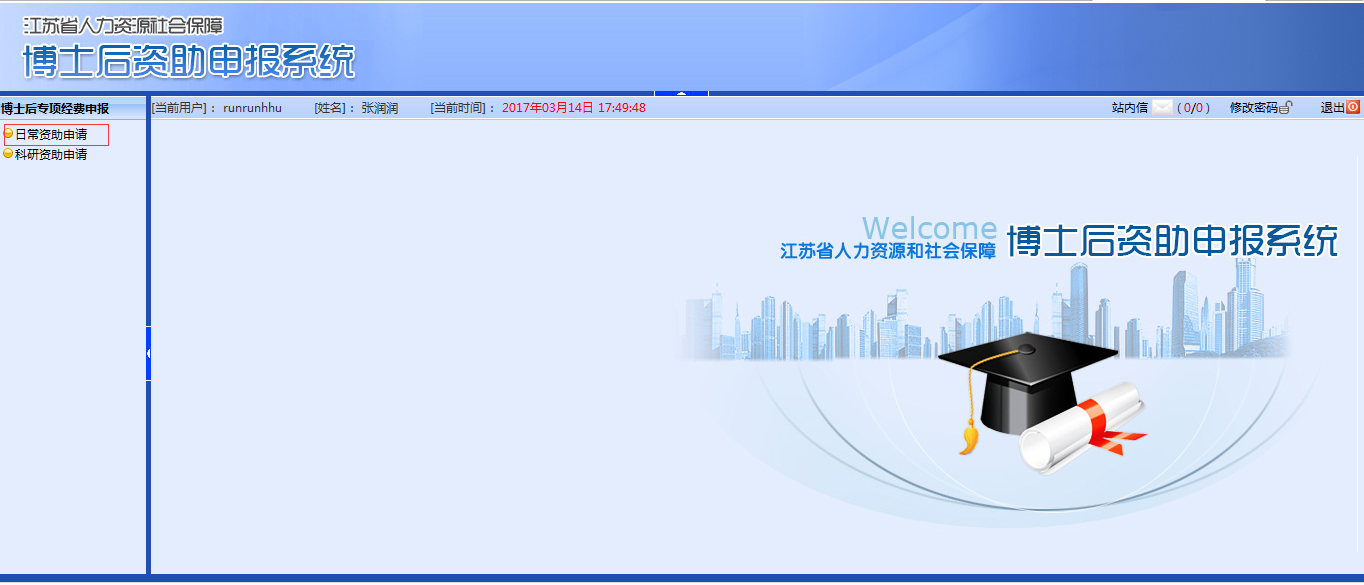 江苏省人力资源社会保障
博士后资助申报系统
博士后专项经费申报
[当前用户]： runrunhhu [姓名]： 张润润 [当前时间]： 2017年03月14日 17:49:48 站内信 ( 0/0 ) 修改密码 退出
日常资助申请
科研资助申请
Welcome
江苏省人力资源和社会保障 博士后资助申报系统